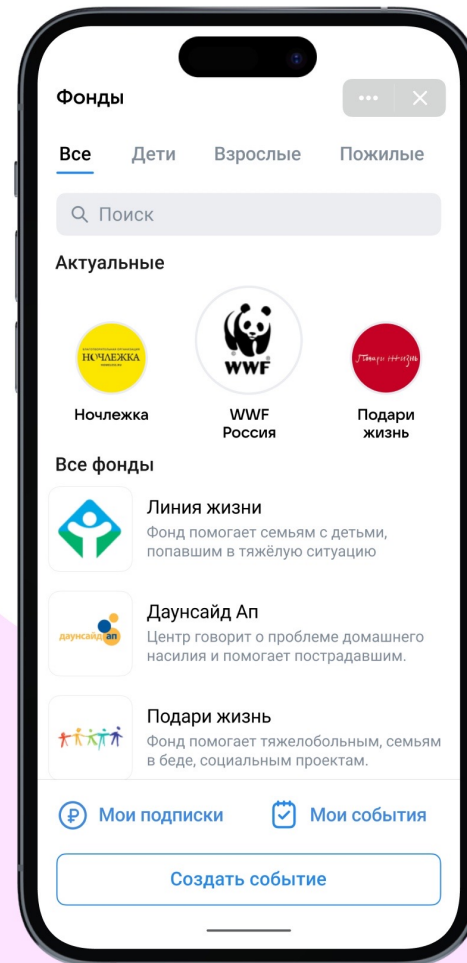 Фонды
Все Дети Взрослые Пожилые
Поиск
Актуальные
НОЧЛЕЖКА
WWF
Подари жизнь
Ночлежка
WWF
Россия
Подари
жизнь
Все фонды
Линия жизни
Фонд помогает семьям с детьми,
попавшим в тяжёлую ситуацию
даунсайд ап
Даунсайд Ап
Центр говорит о проблеме домашнего
насилия и помогает пострадавшим.
Подари жизнь
Фонд помогает тяжелобольным, семьям
в беде, социальным проектам.
Мои подписки
Мои события
Создать событие